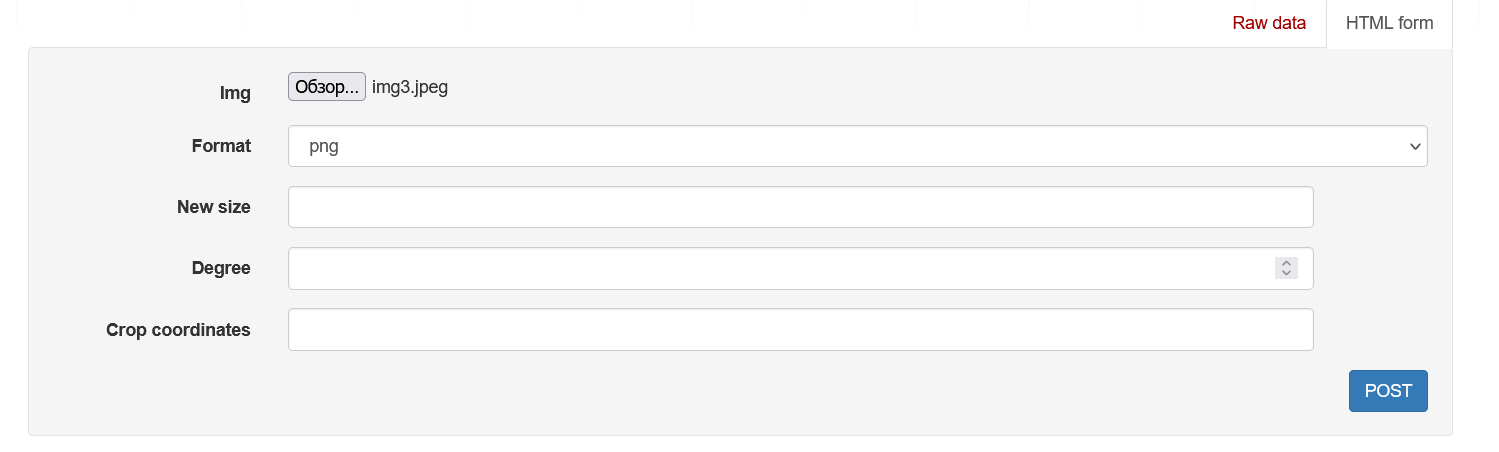 Raw data HTML form
Img Обзор... img3.jpeg
Format png
New size
Degree
Crop coordinates
POST